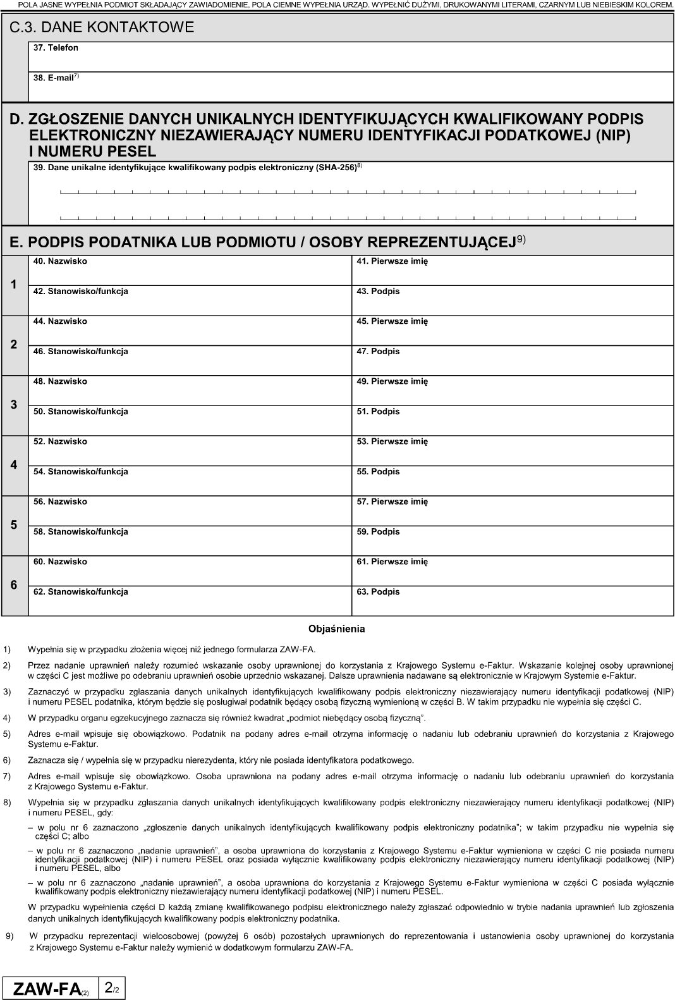 POLA JASNE WYPEŁNIA PODMIOT SKŁADAJĄCY ZAWIADOMIENIE, POLA CIEMNE WYPEŁNIA URZĄD. WYPEŁNIĆ DUŻYMI, DRUKOWANYMI LITERAMI, CZARNYM LUB NIEBIESKIM KOLOREM.
C.3. DANE KONTAKTOWE
37. Telefon
38. E-mail7)
D. ZGŁOSZENIE DANYCH UNIKALNYCH IDENTYFIKUJĄCYCH KWALIFIKOWANY PODPIS
ELEKTRONICZNY NIEZAWIERAJĄCY NUMERU IDENTYFIKACJI PODATKOWEJ (NIP)
I NUMERU PESEL
39. Dane unikalne identyfikujące kwalifikowany podpis elektroniczny (SHA-256)8)
E. PODPIS PODATNIKA LUB PODMIOTU / OSOBY REPREZENTUJĄCEJ9)
1
40. Nazwisko
41. Pierwsze imię
42. Stanowisko/funkcja
43. Podpis
2
44. Nazwisko
45. Pierwsze imię
46. Stanowisko/funkcja
47. Podpis
3
48. Nazwisko
49. Pierwsze imię
50. Stanowisko/funkcja
51. Podpis
4
52. Nazwisko
53. Pierwsze imię
54. Stanowisko/funkcja
55. Podpis
5
56. Nazwisko
57. Pierwsze imię
58. Stanowisko/funkcja
59. Podpis
6
60. Nazwisko
61. Pierwsze imię
62. Stanowisko/funkcja
63. Podpis
Objaśnienia
1) Wypełnia się w przypadku złożenia więcej niż jednego formularza ZAW-FA.
2) Przez nadanie uprawnień należy rozumieć wskazanie osoby uprawnionej do korzystania z Krajowego Systemu e-Faktur. Wskazanie kolejnej osoby uprawnionej
w części C jest możliwe po odebraniu uprawnień osobie uprzednio wskazanej. Dalsze uprawnienia nadawane są elektronicznie w Krajowym Systemie e-Faktur.
3) Zaznaczyć w przypadku zgłaszania danych unikalnych identyfikujących kwalifikowany podpis elektroniczny niezawierający numeru identyfikacji podatkowej (NIP)
i numeru PESEL podatnika, którym będzie się posługiwał podatnik będący osobą fizyczną wymienioną w części B. W takim przypadku nie wypełnia się części C.
4) W przypadku organu egzekucyjnego zaznacza się również kwadrat „podmiot niebędący osobą fizyczną”.
5) Adres e-mail wpisuje się obowiązkowo. Podatnik na podany adres e-mail otrzyma informację o nadaniu lub odebraniu uprawnień do korzystania z Krajowego
Systemu e-Faktur.
6) Zaznacza się / wypełnia się w przypadku nierezydenta, który nie posiada identyfikatora podatkowego.
7) Adres e-mail wpisuje się obowiązkowo. Osoba uprawniona na podany adres e-mail otrzyma informację o nadaniu lub odebraniu uprawnień do korzystania
z Krajowego Systemu e-Faktur.
8) Wypełnia się w przypadku zgłaszania danych unikalnych identyfikujących kwalifikowany podpis elektroniczny niezawierający numeru identyfikacji podatkowej (NIP)
i numeru PESEL, gdy:
– w polu nr 6 zaznaczono „zgłoszenie danych unikalnych identyfikujących kwalifikowany podpis elektroniczny podatnika”; w takim przypadku nie wypełnia się
części C; albo
– w polu nr 6 zaznaczono „nadanie uprawnień”, a osoba uprawniona do korzystania z Krajowego Systemu e-Faktur wymieniona w części C nie posiada numeru
identyfikacji podatkowej (NIP) i numeru PESEL oraz posiada wyłącznie kwalifikowany podpis elektroniczny niezawierający numeru identyfikacji podatkowej (NIP)
i numeru PESEL, albo
– w polu nr 6 zaznaczono „nadanie uprawnień”, a osoba uprawniona do korzystania z Krajowego Systemu e-Faktur wymieniona w części C posiada wyłącznie
kwalifikowany podpis elektroniczny niezawierający numeru identyfikacji podatkowej (NIP) i numeru PESEL.
W przypadku wypełnienia części D każdą zmianę kwalifikowanego podpisu elektronicznego należy zgłaszać odpowiednio w trybie nadania uprawnień lub zgłoszenia
danych unikalnych identyfikujących kwalifikowany podpis elektroniczny podatnika.
9) W przypadku reprezentacji wieloosobowej (powyżej 6 osób) pozostałych uprawnionych do reprezentowania i ustanowienia osoby uprawnionej do korzystania
z Krajowego Systemu e-Faktur należy wymienić w dodatkowym formularzu ZAW-FA.
ZAW-FA(2) 2/2